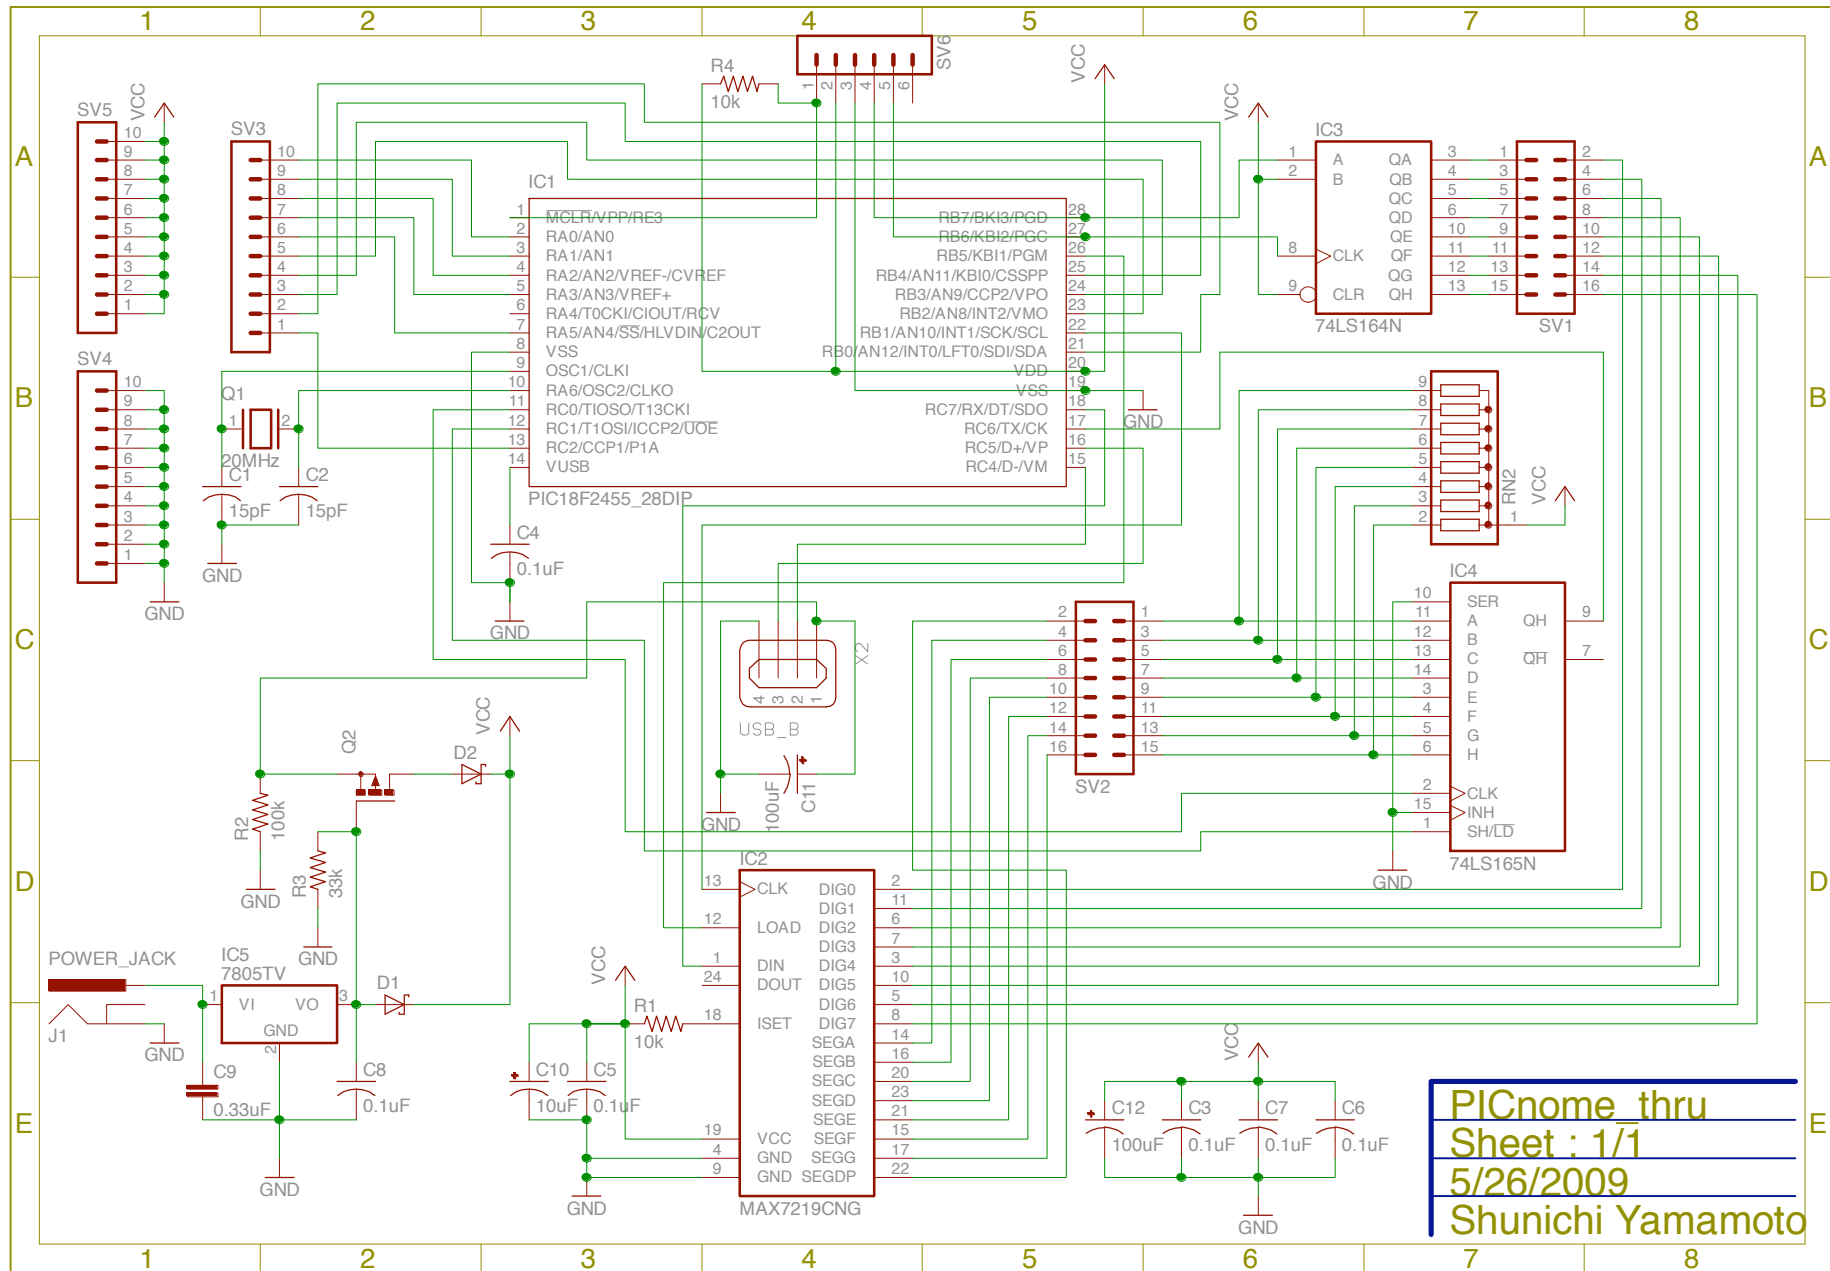 1 2 3 4 5 6 7 8
A
B
C
D
E
A
B
C
D
E
1 2 3 4 5 6 7 8
SV5
VCC
10
9
8
7
6
5
4
3
2
1
SV4
10
9
8
7
6
5
4
3
2
1
GND
SV3
10
9
8
7
6
5
4
3
2
1
Q1
1 2
20MHz
C1
15pF
C2
15pF
GND
R4
10k
SV6
1 2 3 4 5 6
VCC
IC1
1 MCLR/VPP/RE3
2 RA0/AN0
3 RA1/AN1
4 RA2/AN2/VREF-/CVREF
5 RA3/AN3/VREF+
6 RA4/T0CKI/CIOUT/RCV
7 RA5/AN4/SS/HLVDIN/C2OUT
8 VSS
9 OSC1/CLKI
10 RA6/OSC2/CLKO
11 RC0/TIOSO/T13CKI
12 RC1/T1OSI/ICCP2/UOE
13 RC2/CCP1/P1A
14 VUSB
RB7/BKI3/PGD 28
RB6/KBI2/PGC 27
RB5/KBI1/PGM 26
RB4/AN11/KBI0/CSSPP 25
RB3/AN9/CCP2/VPO 24
RB2/AN8/INT2/VMO 23
RB1/AN10/INT1/SCK/SCL 22
RB0/AN12/INT0/LFT0/SDI/SDA 21
VDD 20
VSS 19
RC7/RX/DT/SDO 18
RC6/TX/CK 17
RC5/D+/VP 16
RC4/D-/VM 15
PIC18F2455_28DIP
GND
C4
0.1uF
GND
VCC
IC3
1 A QA 3
2 B QB 4
QC 5
QD 6
QE 10
8 CLK QF 11
QG 12
9 CLR QH 13
74LS164N
1 2
3 4
5 6
7 8
9 10
11 12
13 14
15 16
SV1
9
8
7
6
5
4
3
2
1
RN2
VCC
IC4
10 SER
11 A QH 9
12 B
13 C QH 7
14 D
3 E
4 F
5 G
6 H
2 CLK
15 INH
1 SH/LD
74LS165N
GND
2 1
4 3
6 5
8 7
10 9
12 11
14 13
16 15
SV2
X2
4 3 2 1
USB_B
100uF
C11
GND
Q2
D2
VCC
R2
100k
GND
R3
33k
GND
POWER_JACK
J1
GND
IC5
7805TV
1 VI VO 3
GND
2
D1
C9
0.33uF
C8
0.1uF
GND
VCC
R1
10k
C10
10uF
C5
0.1uF
GND
IC2
13 CLK DIG0 2
DIG1 11
12 LOAD DIG2 6
DIG3 7
1 DIN DIG4 3
24 DOUT DIG5 10
DIG6 5
18 ISET DIG7 8
SEGA 14
SEGB 16
SEGC 20
SEGD 23
SEGE 21
19 VCC SEGF 15
4 GND SEGG 17
9 GND SEGDP 22
MAX7219CNG
VCC
C12
100uF
C3
0.1uF
C7
0.1uF
C6
0.1uF
GND
PICnome_thru
Sheet : 1/1
5/26/2009
Shunichi Yamamoto